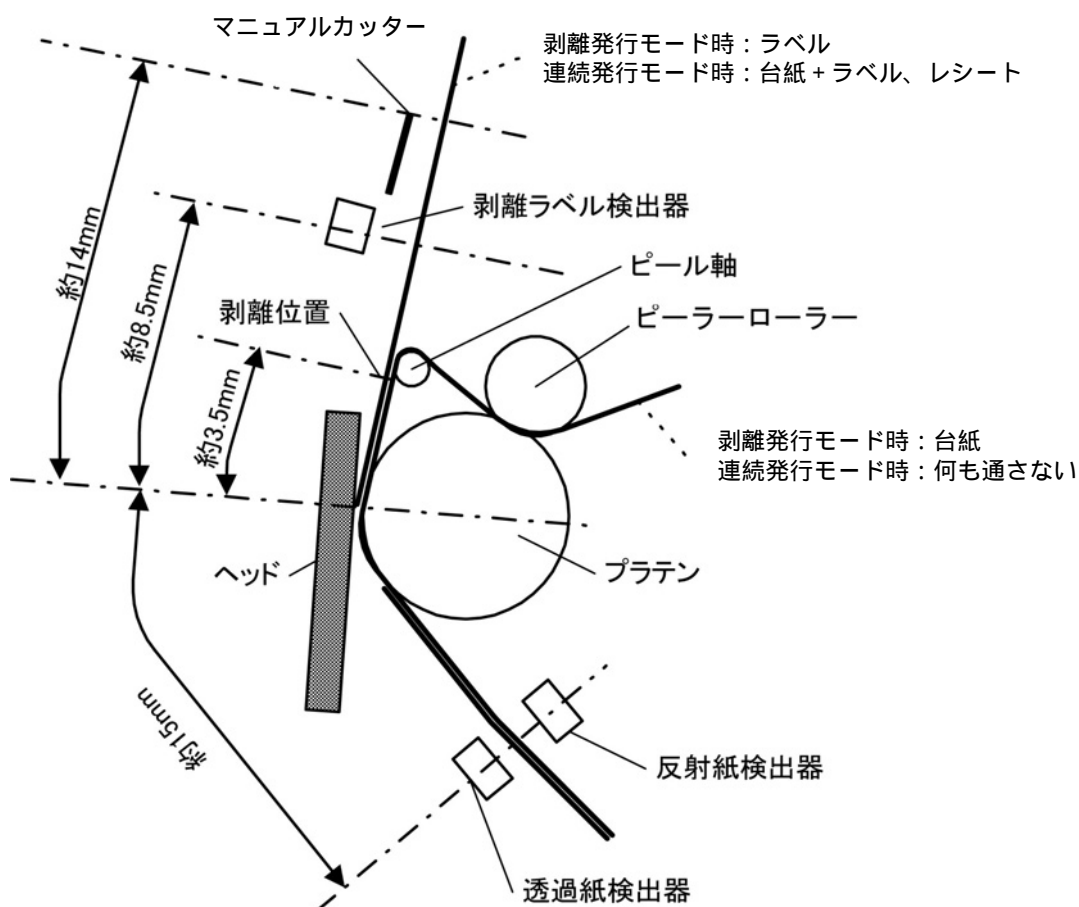 マニュアルカッター
剥離発行モード時：ラベル
連続発行モード時：台紙＋ラベル、レシート
剥離ラベル検出器
約14mm
約8.5mm
ピール軸
剥離位置
ピーラーローラー
約3.5mm
剥離発行モード時：台紙
連続発行モード時：何も通さない
ヘッド
プラテン
約15mm
反射紙検出器
透過紙検出器